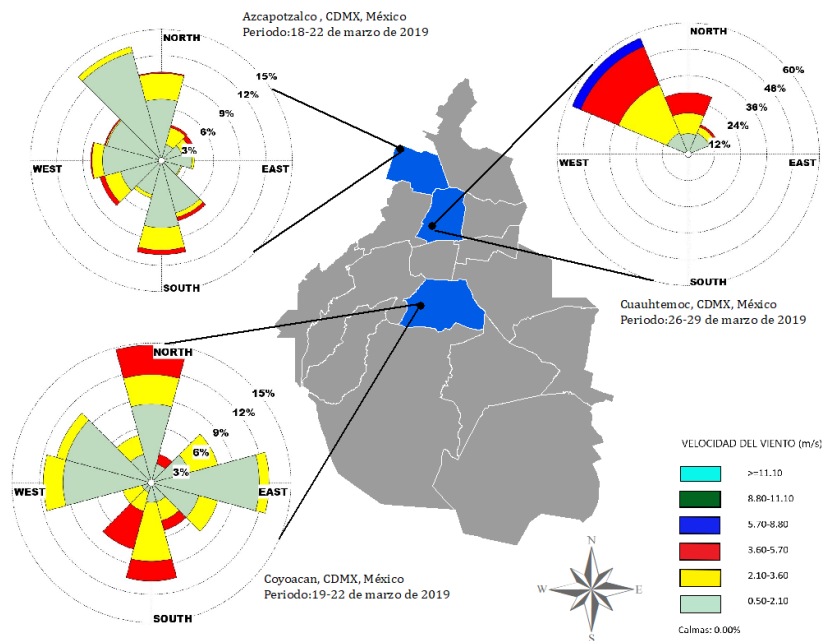 Azcapotzalco , CDMX, México
Periodo:18-22 de marzo de 2019
NORTH
15%
12%
9%
6%
3%
WEST
EAST
SOUTH
NORTH
60%
48%
36%
24%
12%
WEST
EAST
SOUTH
Cuauhtemoc, CDMX, México
Periodo:26-29 de marzo de 2019
NORTH
15%
12%
9%
6%
3%
WEST
EAST
SOUTH
Coyoacan, CDMX, México
Periodo:19-22 de marzo de 2019
VELOCIDAD DEL VIENTO (m/s)
>=11.10
8.80-11.10
5.70-8.80
3.60-5.70
2.10-3.60
0.50-2.10
Calmas: 0.00%
N
W
E
S